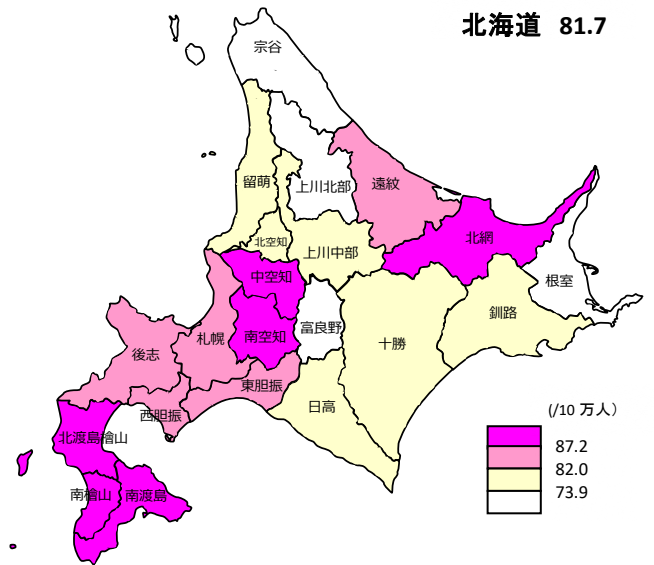 北海道 81.7
宗谷
留萌
上川北部
遠紋
北空知
上川中部
北網
中空知
根室
釧路
南空知
富良野
札幌
十勝
後志
東胆振
西胆振
日高
(/10 万人)
北渡島檜山
87.2
82.0
南檜山
南渡島
73.9